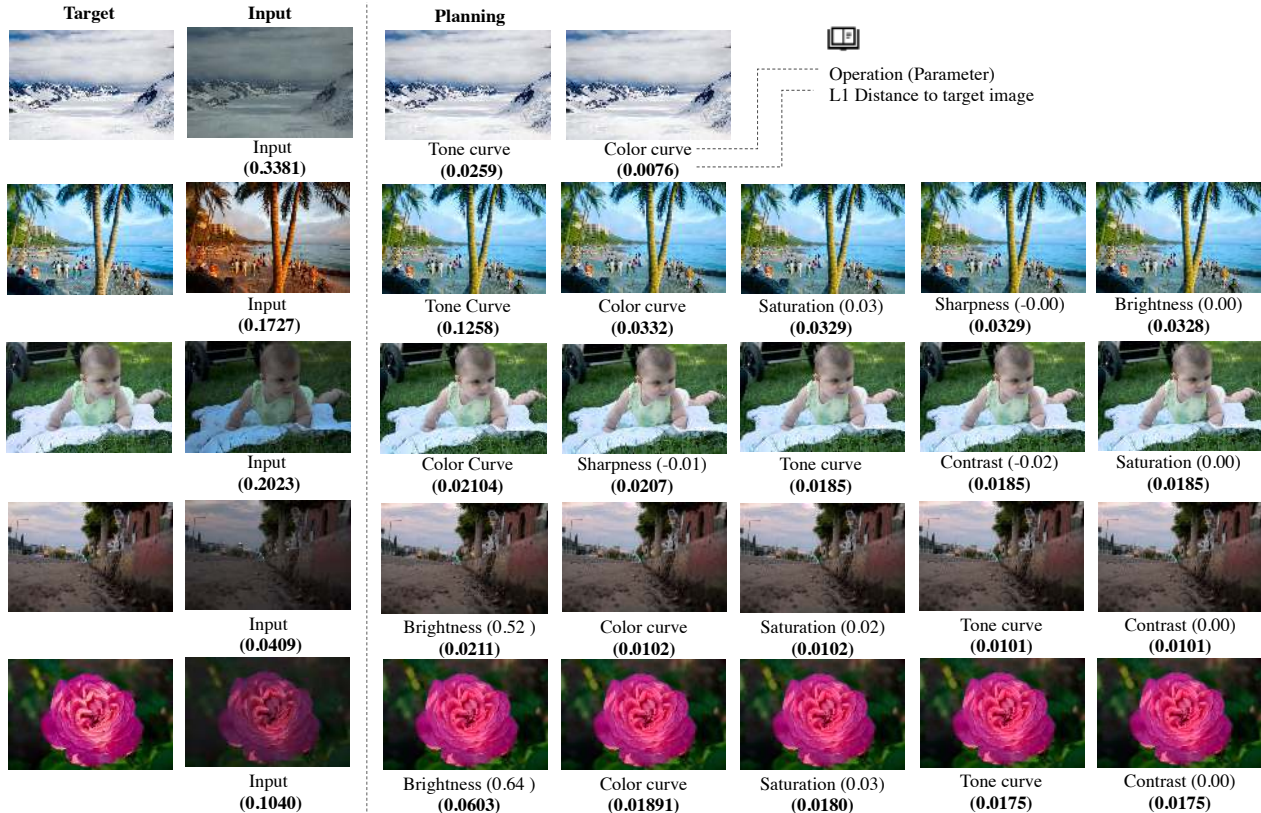 Target Input Planning
Operation (Parameter)
L1 Distance to target image
Input Tone curve Color curve
(0.3381) (0.0259) (0.0076)
Input Tone Curve Color curve Saturation (0.03) Sharpness (-0.00) Brightness (0.00)
(0.1727) (0.1258) (0.0332) (0.0329) (0.0329) (0.0328)
Input Color Curve Sharpness (-0.01) Tone curve Contrast (-0.02) Saturation (0.00)
(0.2023) (0.02104) (0.0207) (0.0185) (0.0185) (0.0185)
Input Brightness (0.52 ) Color curve Saturation (0.02) Tone curve Contrast (0.00)
(0.0409) (0.0211) (0.0102) (0.0102) (0.0101) (0.0101)
Input Brightness (0.64 ) Color curve Saturation (0.03) Tone curve Contrast (0.00)
(0.1040) (0.0603) (0.01891) (0.0180) (0.0175) (0.0175)